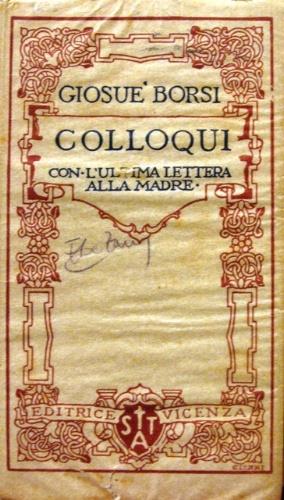 GIOSUE' BORSI
COLLOQUI
CON·L'ULTIMA LETTERA
ALLA MADRE·
EDITRICE VICENZA
S T A